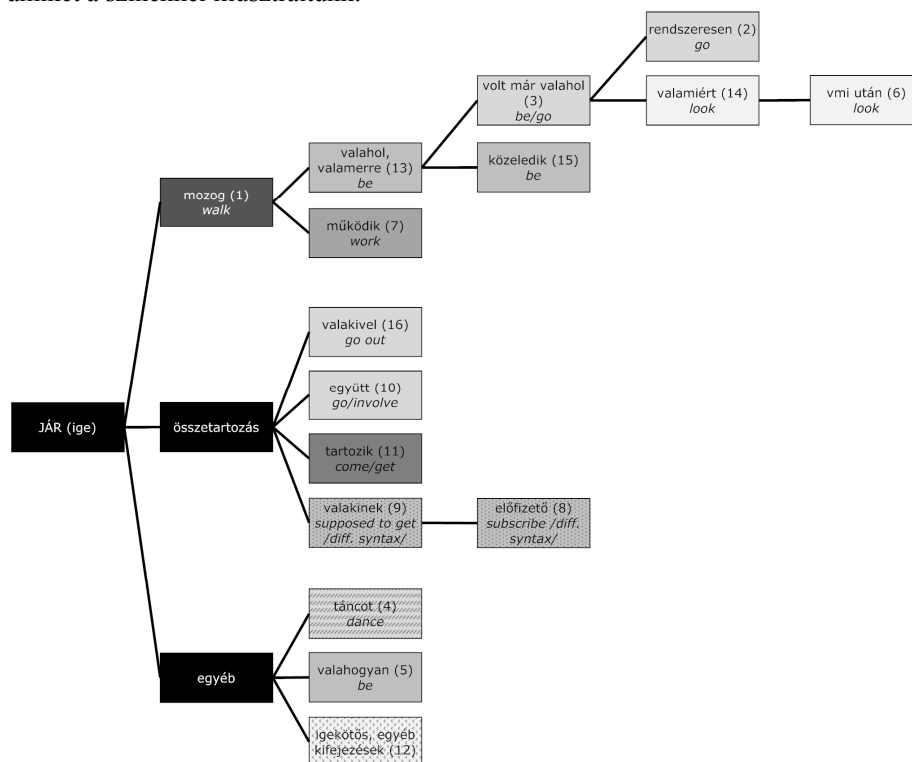 rendszeresen (2)
go
volt már valahol
(3)
be/go
valamiért (14)
look
vmi után (6)
look
valahol,
valamerre (13)
be
közeledik (15)
be
mozog (1)
walk
működik (7)
work
valakivel (16)
go out
együtt (10)
go/involve
JÁR (ige)
összetartozás
tartozik (11)
come/get
valakinek (9)
supposed to get
/diff. syntax/
előfizető (8)
subscribe /diff.
syntax/
táncot (4)
dance
egyéb
valahogyan (5)
be
igekötős, egyéb
kifejezések (12)